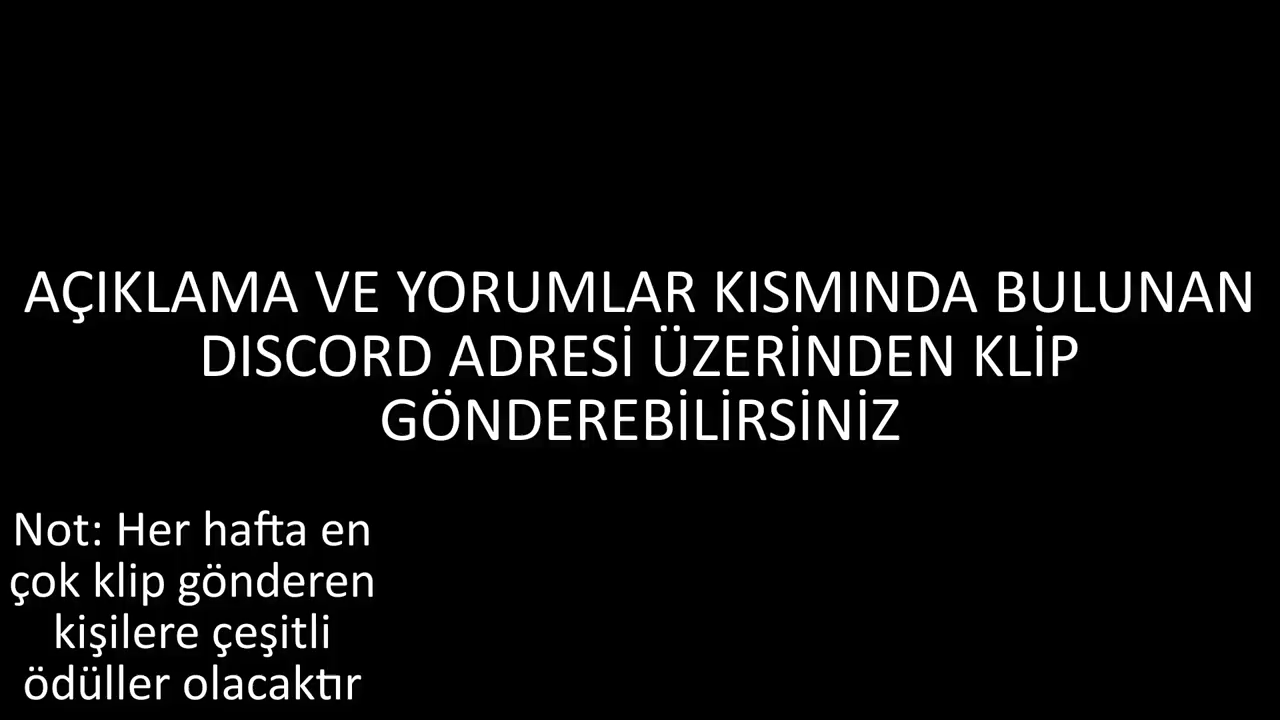 AÇIKLAMA VE YORUMLAR KISMINDA BULUNAN
DISCORD ADRESİ ÜZERİNDEN KLİP
GÖNDEREBİLİRSİNİZ
Not: Her hafta en
çok klip gönderen
kişilere çeşitli
ödüller olacaktır